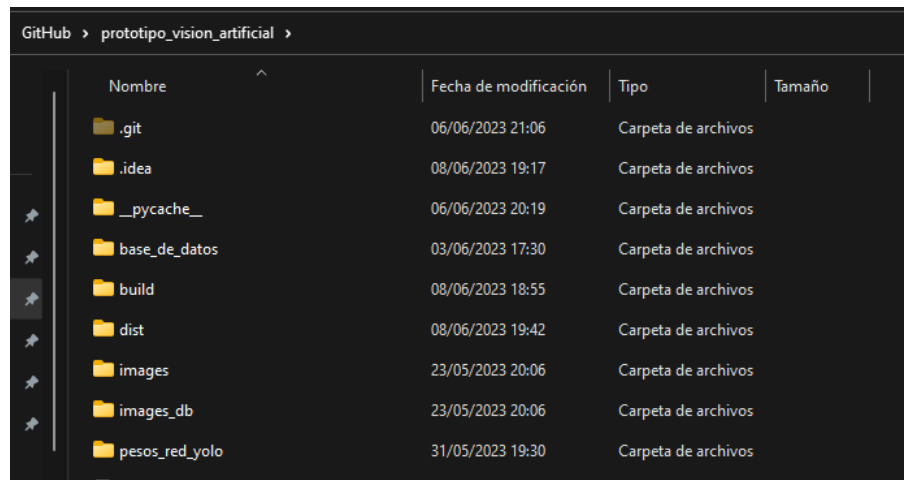 GitHub > prototipo_vision_artificial >
Nombre Fecha de modificación Tipo Tamaño
.git 06/06/2023 21:06 Carpeta de archivos
.idea 08/06/2023 19:17 Carpeta de archivos
__pycache__ 06/06/2023 20:19 Carpeta de archivos
base_de_datos 03/06/2023 17:30 Carpeta de archivos
build 08/06/2023 18:55 Carpeta de archivos
dist 08/06/2023 19:42 Carpeta de archivos
images 23/05/2023 20:06 Carpeta de archivos
images_db 23/05/2023 20:06 Carpeta de archivos
pesos_red_yolo 31/05/2023 19:30 Carpeta de archivos